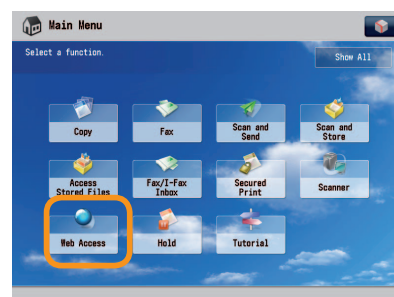 Main Menu
Select a function.
Show All
Copy
Fax
Scan and
Send
Scan and
Store
Access
Stored Files
Fax/I-Fax
Inbox
Secured
Print
Scanner
Web Access
Hold
Tutorial